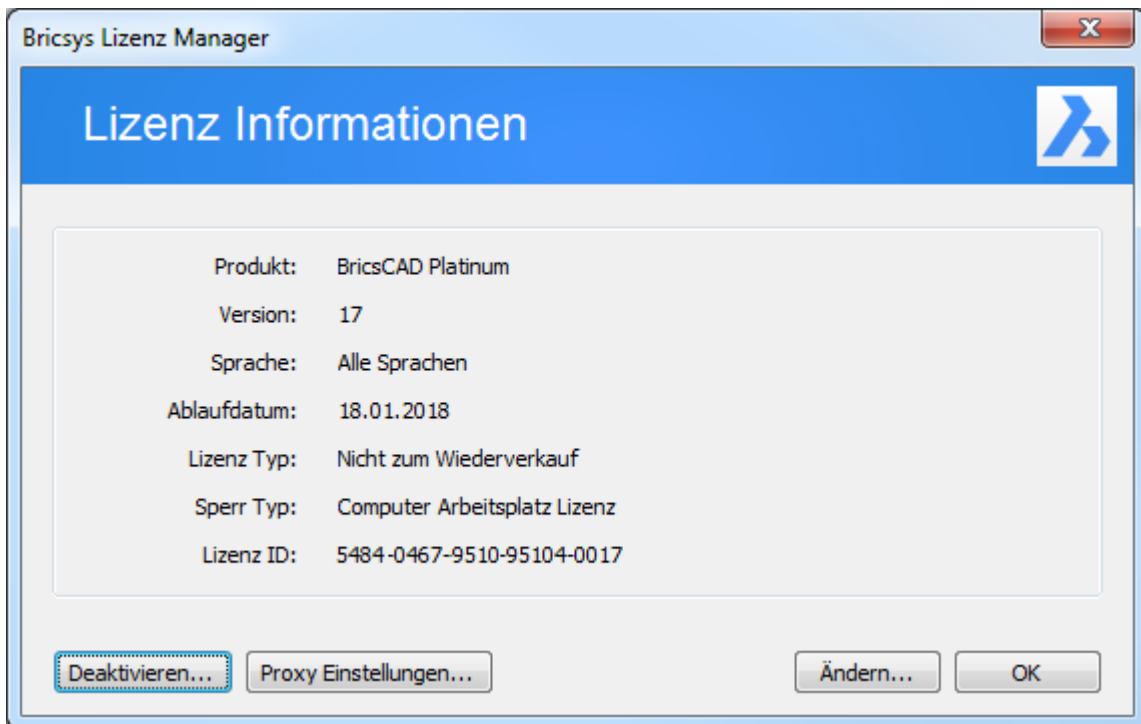 Bricsys Lizenz Manager
Lizenz Informationen
Produkt: BricsCAD Platinum
Version: 17
Sprache: Alle Sprachen
Ablaufdatum: 18.01.2018
Lizenz Typ: Nicht zum Wiederverkauf
Sperr Typ: Computer Arbeitsplatz Lizenz
Lizenz ID: 5484-0467-9510-95104-0017
Deaktivieren... Proxy Einstellungen... Ändern... OK